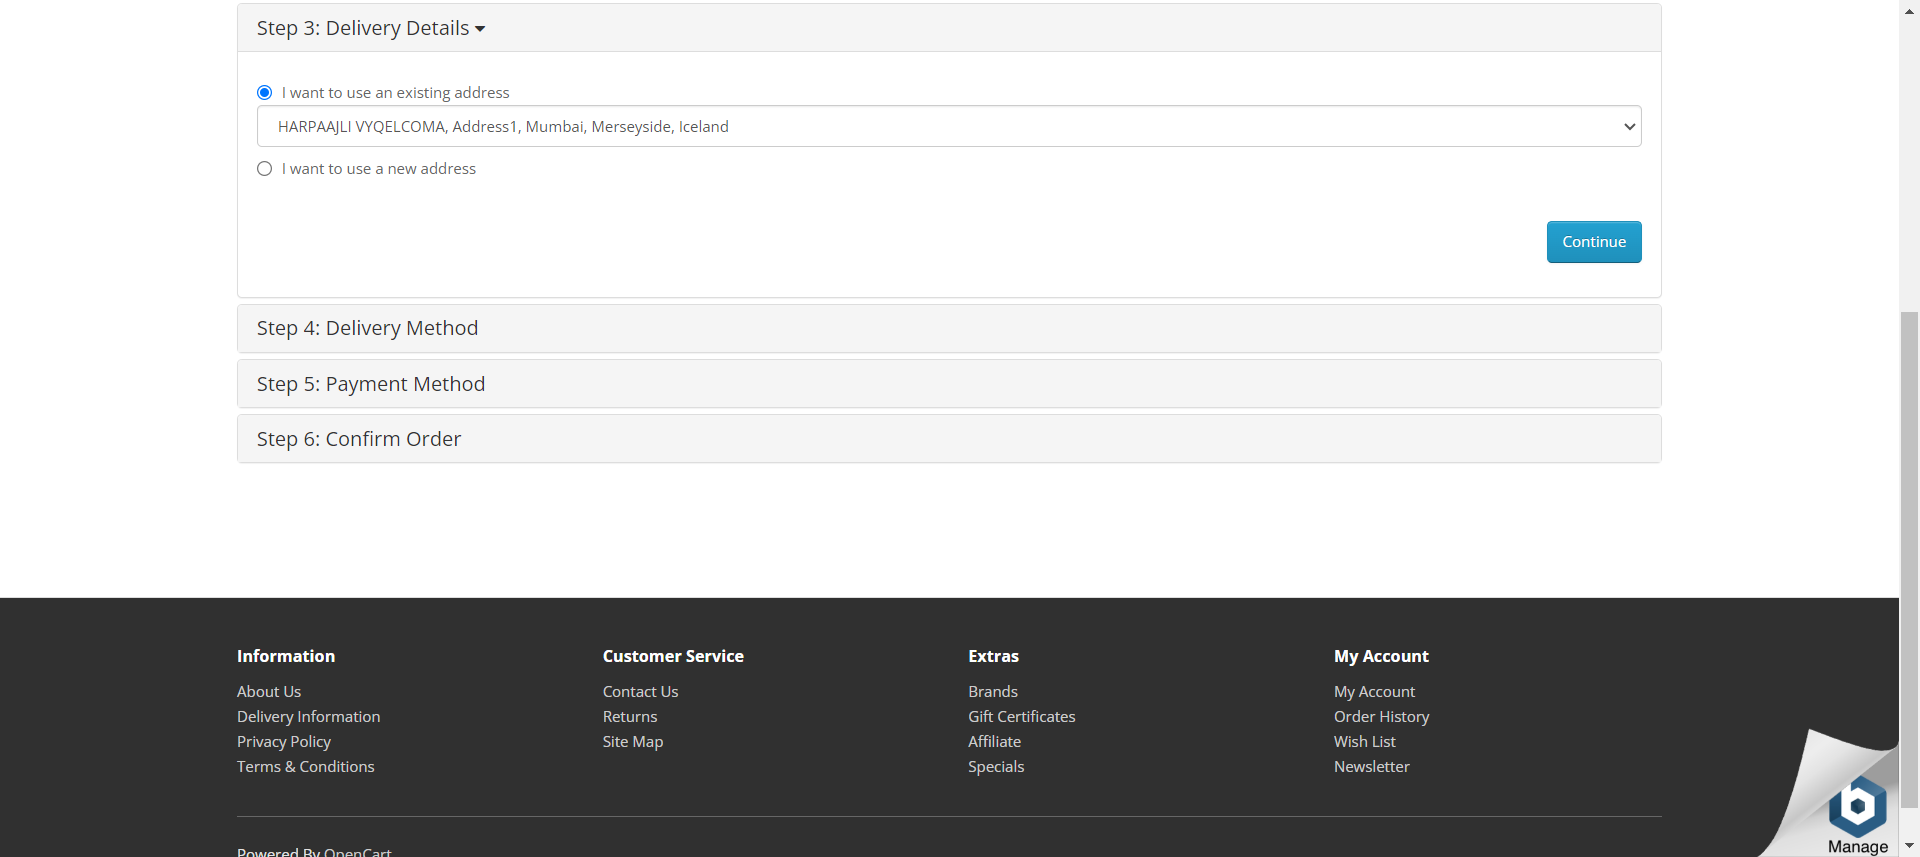 Step 3: Delivery Details
I want to use an existing address
HARPAAJLI VYQELCOMA, Address1, Mumbai, Merseyside, Iceland
I want to use a new address
Continue
Step 4: Delivery Method
Step 5: Payment Method
Step 6: Confirm Order
Information
About Us
Delivery Information
Privacy Policy
Terms & Conditions
Customer Service
Contact Us
Returns
Site Map
Extras
Brands
Gift Certificates
Affiliate
Specials
My Account
My Account
Order History
Wish List
Newsletter
Powered By OpenCart
b
Manage